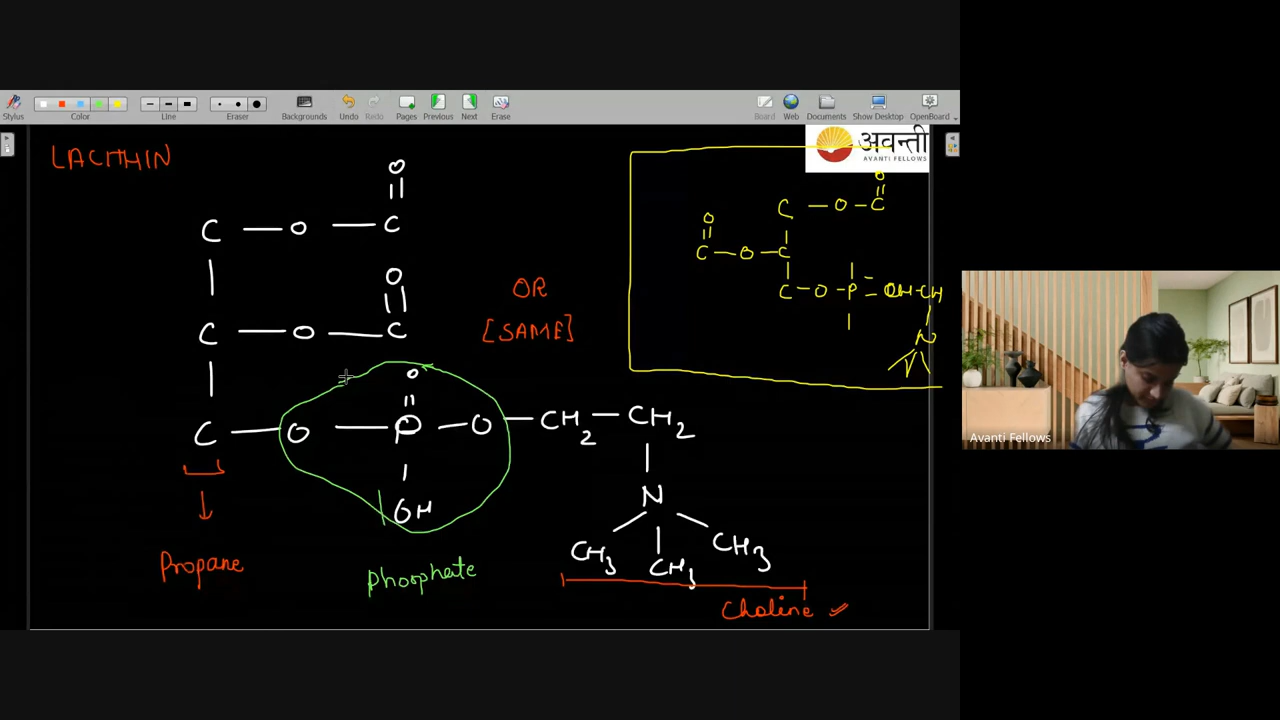 Stylus
Color
Line
Eraser
Backgrounds
Undo
Redo
Pages
Previous
Next
Erase
Board
Web
Documents
Show Desktop
OpenBoard
अवन्ती
AVANTI FELLOWS
LACITHIN
O
||
C — O — C
|
O
||
C — O — C
|
O
||
C — O — P — O — CH2 — CH2
|
OH
|
N
CH3 CH3 CH3
Propane
Phosphate
Choline ✓
OR
[SAME]
O
||
C — O — C
O
||
C — O — C
C — O — P
N
Avanti Fellows